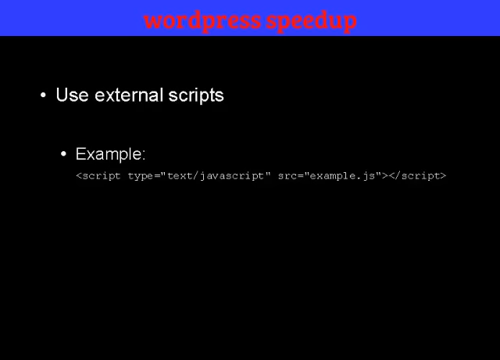 wordpress speedup
• Use external scripts
• Example:
<script type="text/javascript" src="example.js"></script>